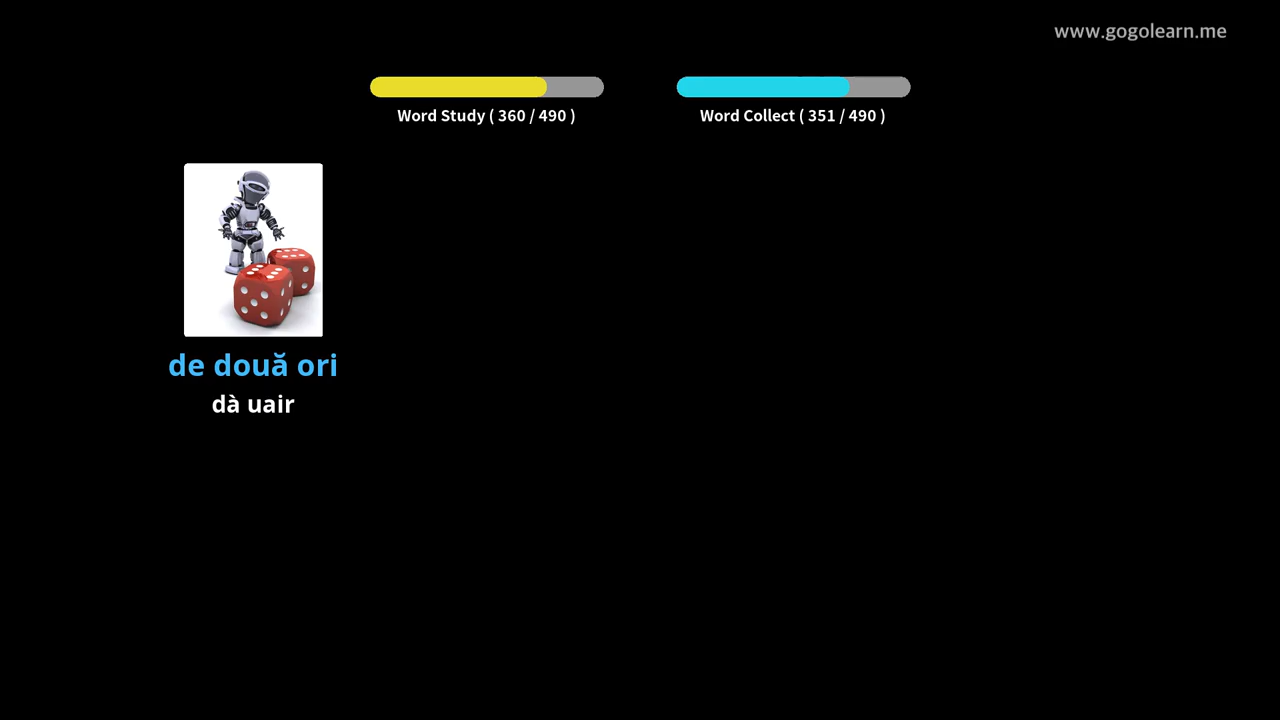 www.gogolearn.me
Word Study ( 360 / 490 )
Word Collect ( 351 / 490 )
de două ori
dà uair